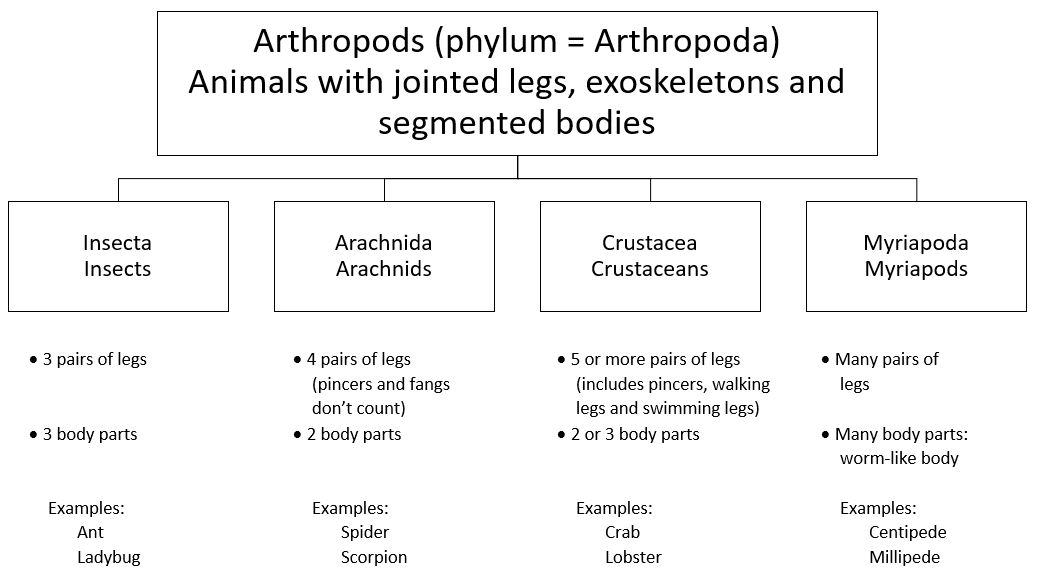 Arthropods (phylum = Arthropoda)
Animals with jointed legs, exoskeletons and
segmented bodies
Insecta
Insects
Arachnida
Arachnids
Crustacea
Crustaceans
Myriapoda
Myriapods
• 3 pairs of legs
• 3 body parts
Examples:
Ant
Ladybug
• 4 pairs of legs
(pincers and fangs
don’t count)
• 2 body parts
Examples:
Spider
Scorpion
• 5 or more pairs of legs
(includes pincers, walking
legs and swimming legs)
• 2 or 3 body parts
Examples:
Crab
Lobster
• Many pairs of
legs
• Many body parts:
worm-like body
Examples:
Centipede
Millipede